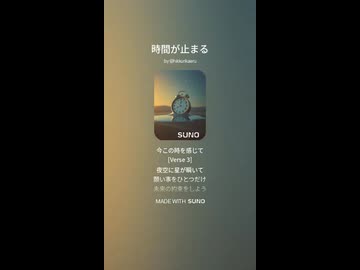 時間が止まる
SUNO
今この時を感じて
[Verse 3]
夜空に星が瞬いて
願い事をひとつだけ
未来の約束をしよう
MADE WITH SUNO